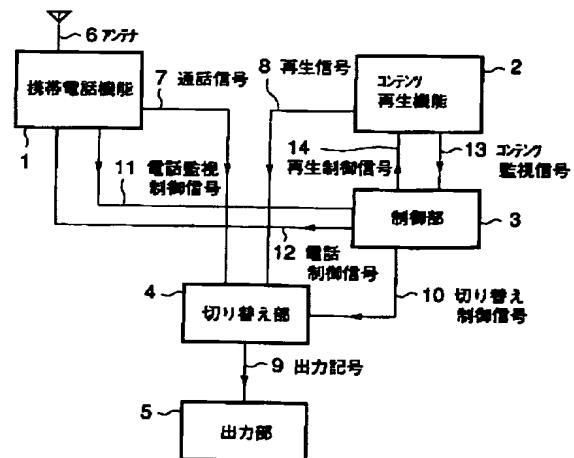 6 アンテナ
携帯電話機能
1
7 通話信号
8 再生信号
コンテンツ
再生機能
2
14
再生制御信号
13 コンテンツ
監視信号
11 電話監視
制御信号
制御部
3
12 電話
制御信号
4
切り替え部
10 切り替え
制御信号
9 出力記号
5
出力部